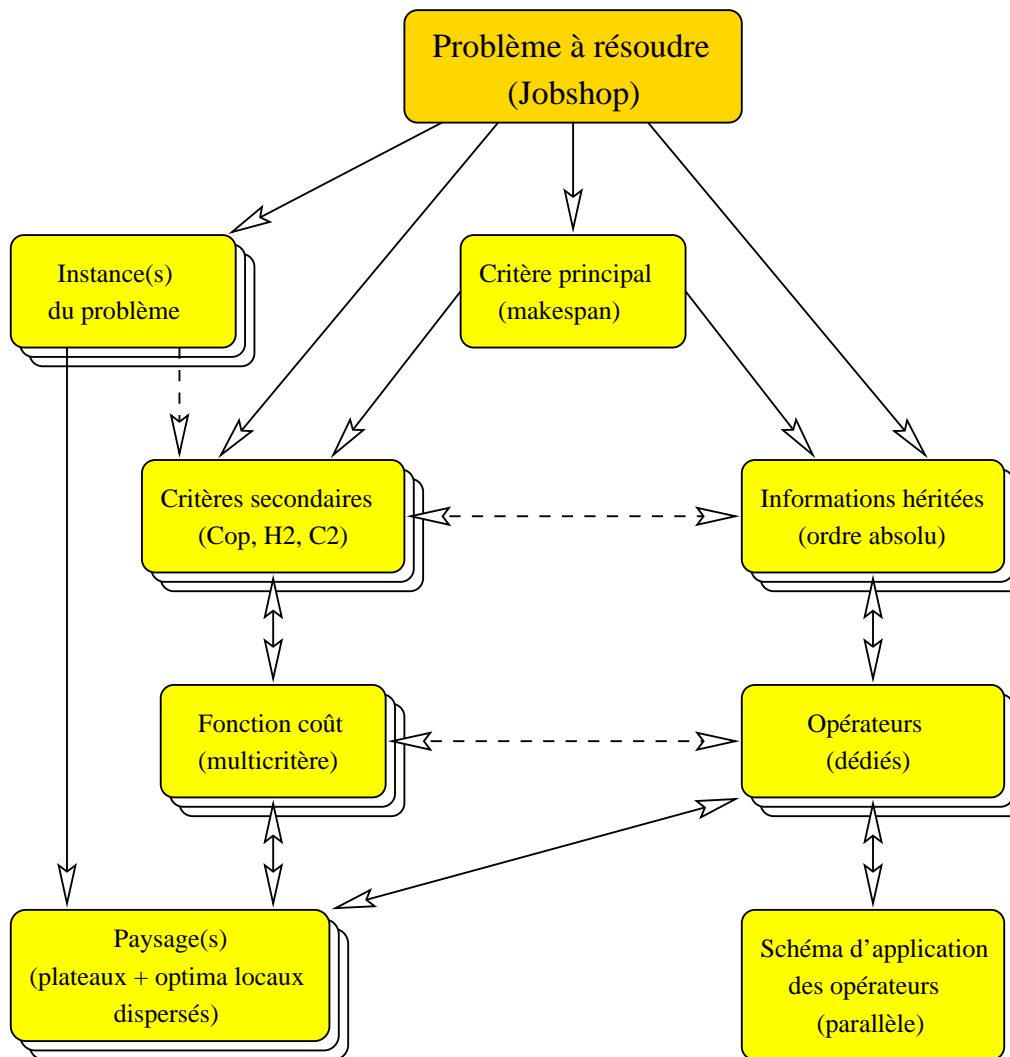 Problème à résoudre
(Jobshop)
Instance(s)
du problème
Critère principal
(makespan)
Critères secondaires
(Cop, H2, C2)
Informations héritées
(ordre absolu)
Fonction coût
(multicritère)
Opérateurs
(dédiés)
Paysage(s)
(plateaux + optima locaux
dispersés)
Schéma d'application
des opérateurs
(parallèle)